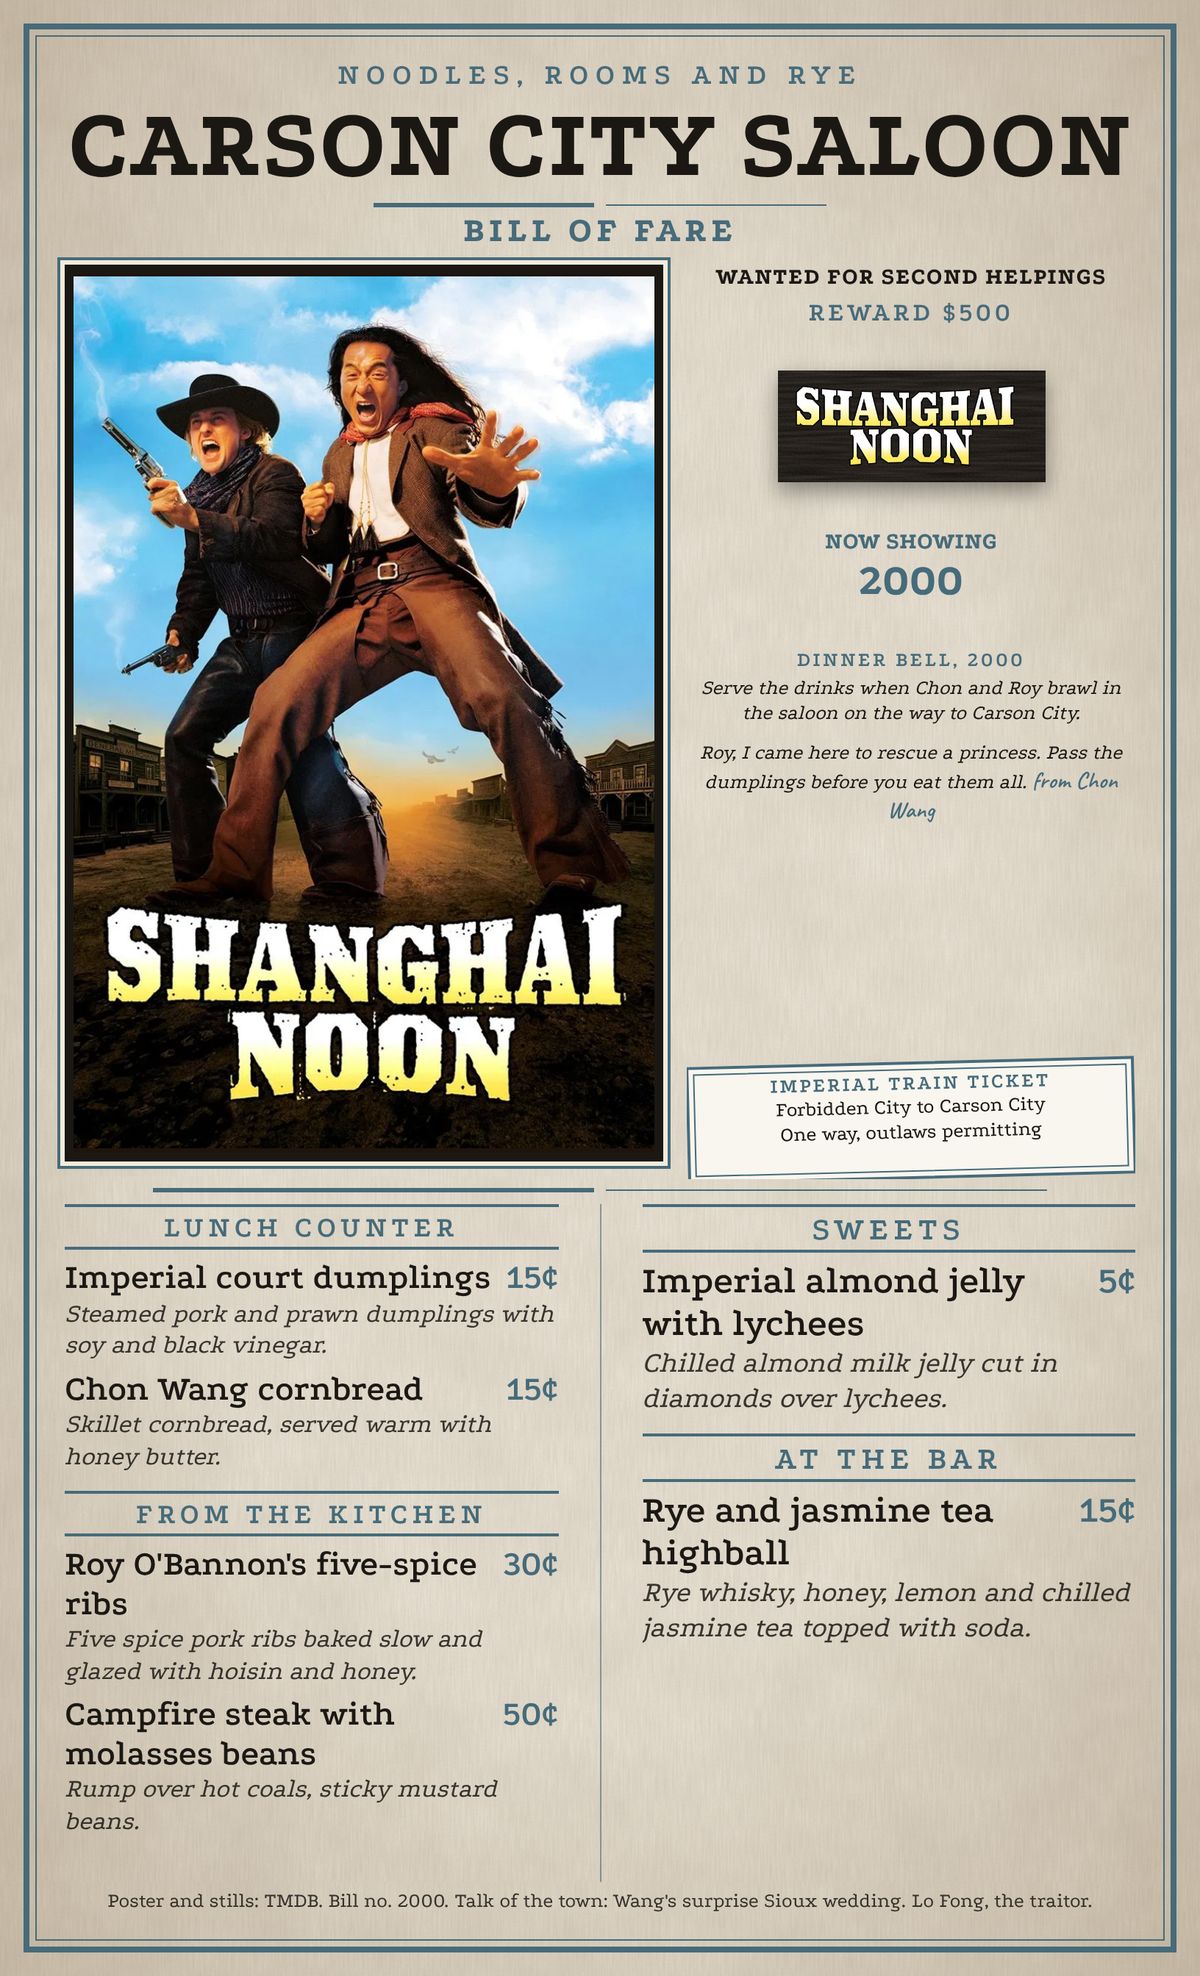 NOODLES, ROOMS AND RYE
CARSON CITY SALOON
BILL OF FARE
GENERAL
SHANGHAI
NOON
WANTED FOR SECOND HELPINGS
REWARD $500
SHANGHAI
NOON
NOW SHOWING
2000
DINNER BELL, 2000
Serve the drinks when Chon and Roy brawl in
the saloon on the way to Carson City.
Roy, I came here to rescue a princess. Pass the
dumplings before you eat them all. from Chon
Wang
IMPERIAL TRAIN TICKET
Forbidden City to Carson City
One way, outlaws permitting
LUNCH COUNTER
Imperial court dumplings 15¢
Steamed pork and prawn dumplings with
soy and black vinegar.
Chon Wang cornbread 15¢
Skillet cornbread, served warm with
honey butter.
FROM THE KITCHEN
Roy O'Bannon's five-spice 30¢
ribs
Five spice pork ribs baked slow and
glazed with hoisin and honey.
Campfire steak with 50¢
molasses beans
Rump over hot coals, sticky mustard
beans.
SWEETS
Imperial almond jelly 5¢
with lychees
Chilled almond milk jelly cut in
diamonds over lychees.
AT THE BAR
Rye and jasmine tea 15¢
highball
Rye whisky, honey, lemon and chilled
jasmine tea topped with soda.
Poster and stills: TMDB. Bill no. 2000. Talk of the town: Wang's surprise Sioux wedding. Lo Fong, the traitor.